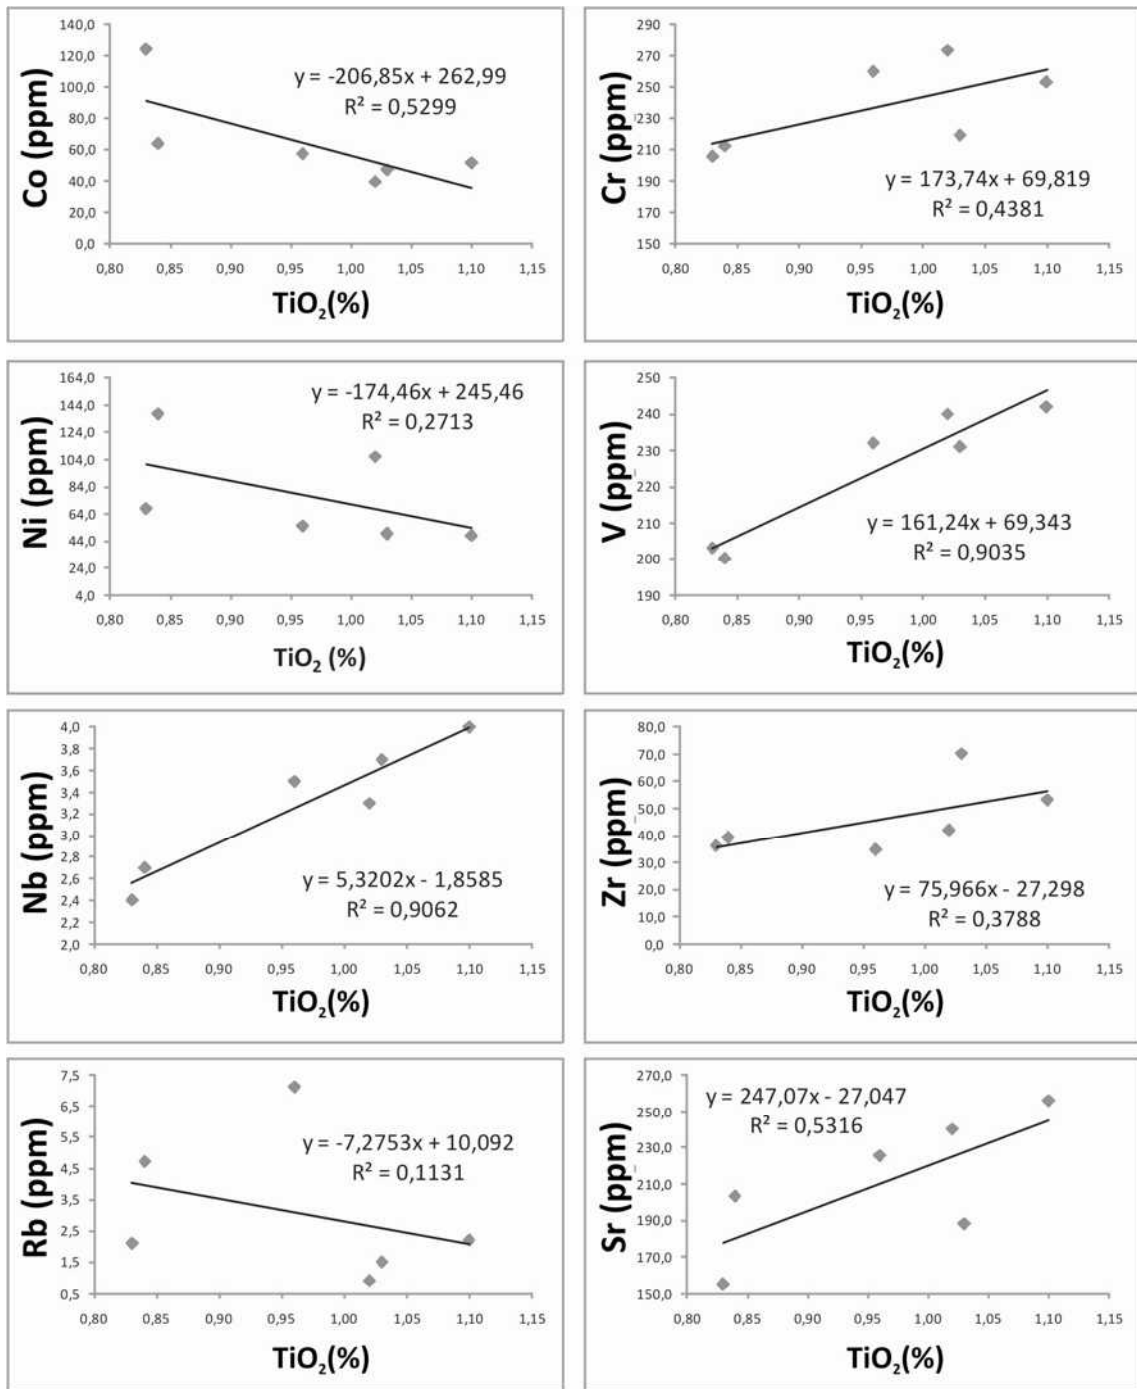 140,0
120,0
100,0
80,0
60,0
40,0
20,0
0,0
Co (ppm)
y = -206,85x + 262,99
R² = 0,5299
0,80 0,85 0,90 0,95 1,00 1,05 1,10 1,15
TiO₂(%)
290
270
250
230
210
190
170
150
Cr (ppm)
y = 173,74x + 69,819
R² = 0,4381
0,80 0,85 0,90 0,95 1,00 1,05 1,10 1,15
TiO₂(%)
164,0
144,0
124,0
104,0
84,0
64,0
44,0
24,0
4,0
Ni (ppm)
y = -174,46x + 245,46
R² = 0,2713
0,80 0,85 0,90 0,95 1,00 1,05 1,10 1,15
TiO₂ (%)
250
240
230
220
210
200
190
V (ppm)
y = 161,24x + 69,343
R² = 0,9035
0,80 0,85 0,90 0,95 1,00 1,05 1,10 1,15
TiO₂(%)
4,0
3,8
3,6
3,4
3,2
3,0
2,8
2,6
2,4
2,2
2,0
Nb (ppm)
y = 5,3202x - 1,8585
R² = 0,9062
0,80 0,85 0,90 0,95 1,00 1,05 1,10 1,15
TiO₂(%)
80,0
70,0
60,0
50,0
40,0
30,0
20,0
10,0
0,0
Zr (ppm)
y = 75,966x - 27,298
R² = 0,3788
0,80 0,85 0,90 0,95 1,00 1,05 1,10 1,15
TiO₂(%)
7,5
6,5
5,5
4,5
3,5
2,5
1,5
0,5
Rb (ppm)
y = -7,2753x + 10,092
R² = 0,1131
0,80 0,85 0,90 0,95 1,00 1,05 1,10 1,15
TiO₂(%)
270,0
250,0
230,0
210,0
190,0
170,0
150,0
Sr (ppm)
y = 247,07x - 27,047
R² = 0,5316
0,80 0,85 0,90 0,95 1,00 1,05 1,10 1,15
TiO₂(%)